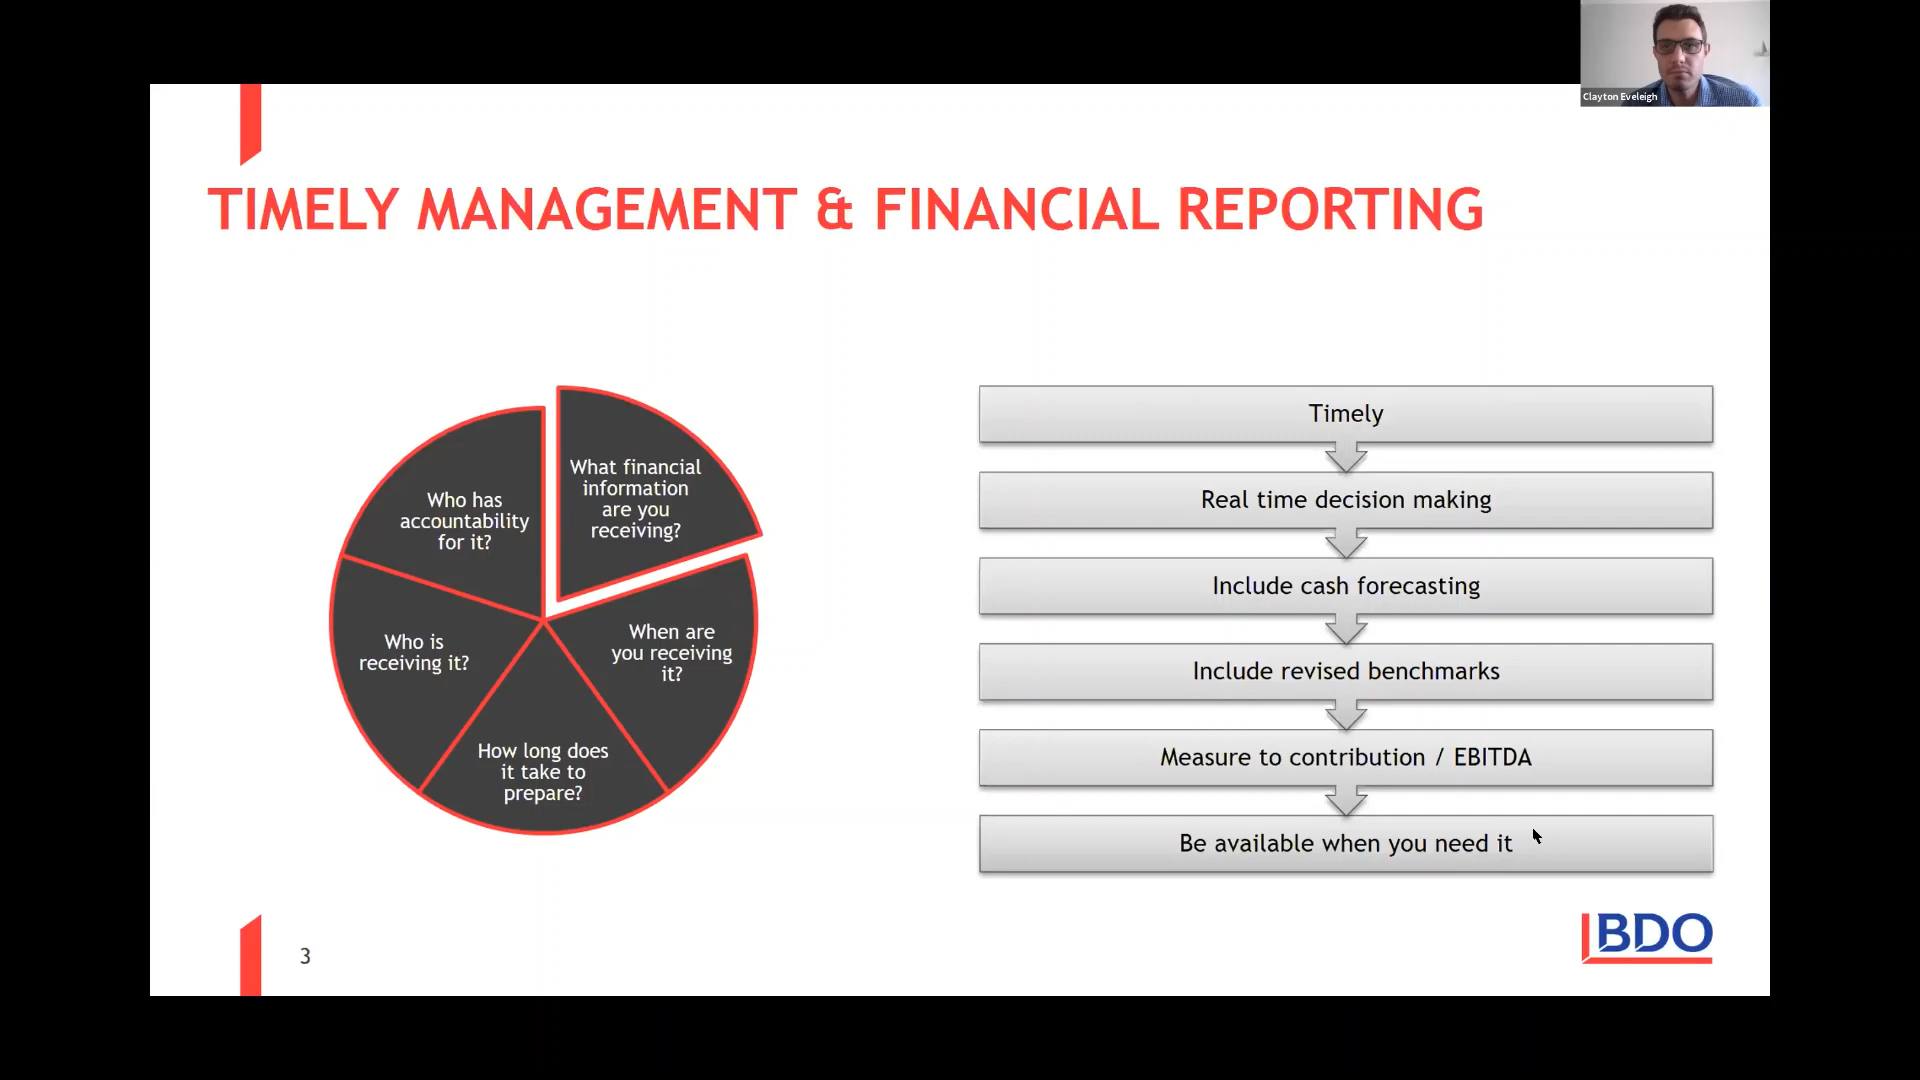 Clayton Eveleigh
TIMELY MANAGEMENT & FINANCIAL REPORTING
What financial
information
are you
receiving?
When are
you receiving
it?
How long does
it take to
prepare?
Who is
receiving it?
Who has
accountability
for it?
Timely
Real time decision making
Include cash forecasting
Include revised benchmarks
Measure to contribution / EBITDA
Be available when you need it
3
BDO